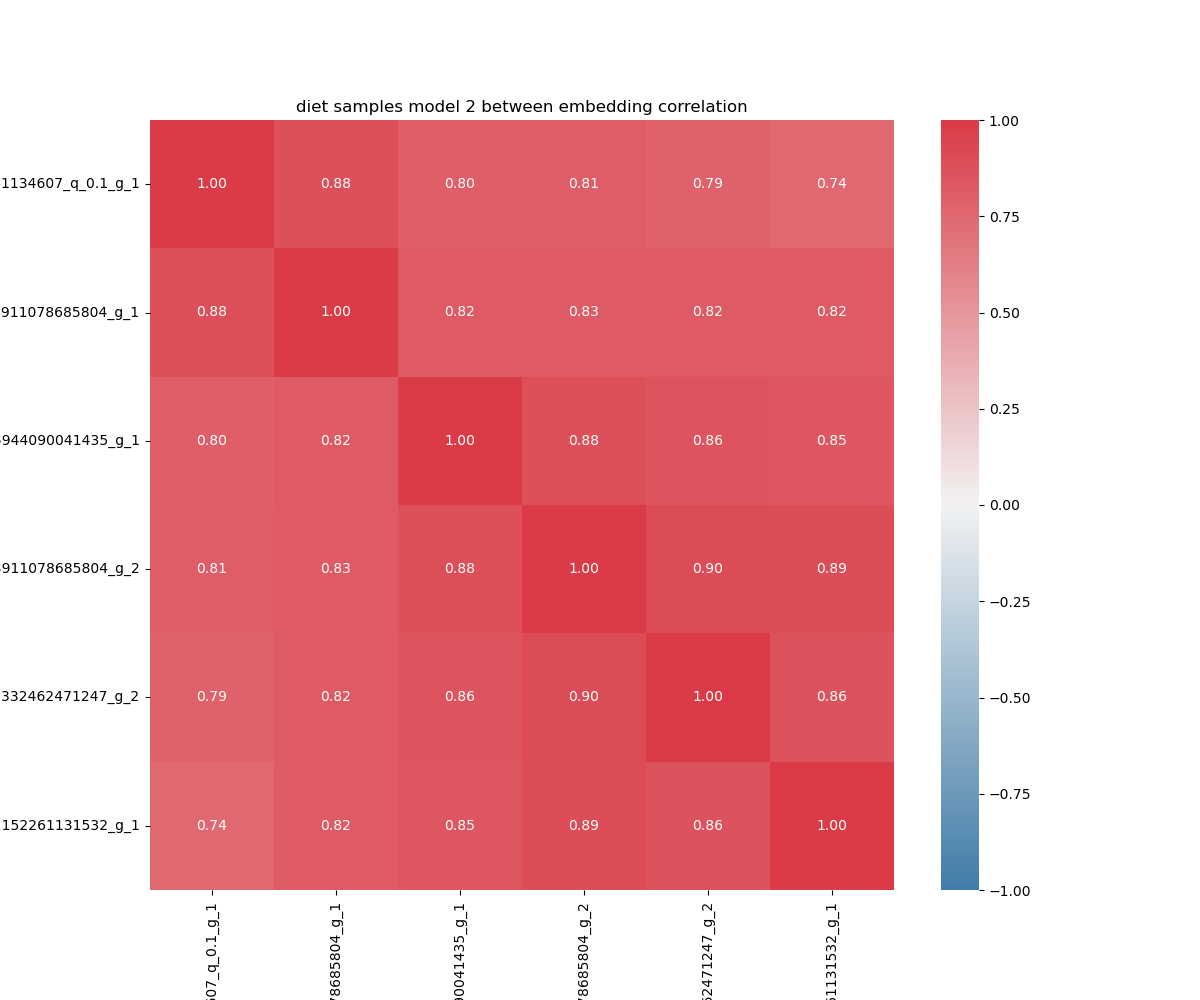 diet samples model 2 between embedding correlation
1134607_q_0.1_g_1 1.00 0.88 0.80 0.81 0.79 0.74
911078685804_g_1 0.88 1.00 0.82 0.83 0.82 0.82
944090041435_g_1 0.80 0.82 1.00 0.88 0.86 0.85
911078685804_g_2 0.81 0.83 0.88 1.00 0.90 0.89
332462471247_g_2 0.79 0.82 0.86 0.90 1.00 0.86
152261131532_g_1 0.74 0.82 0.85 0.89 0.86 1.00
607_q_0.1_g_1
78685804_g_1
90041435_g_1
78685804_g_2
62471247_g_2
61131532_g_1
1.00
0.75
0.50
0.25
0.00
−0.25
−0.50
−0.75
−1.00